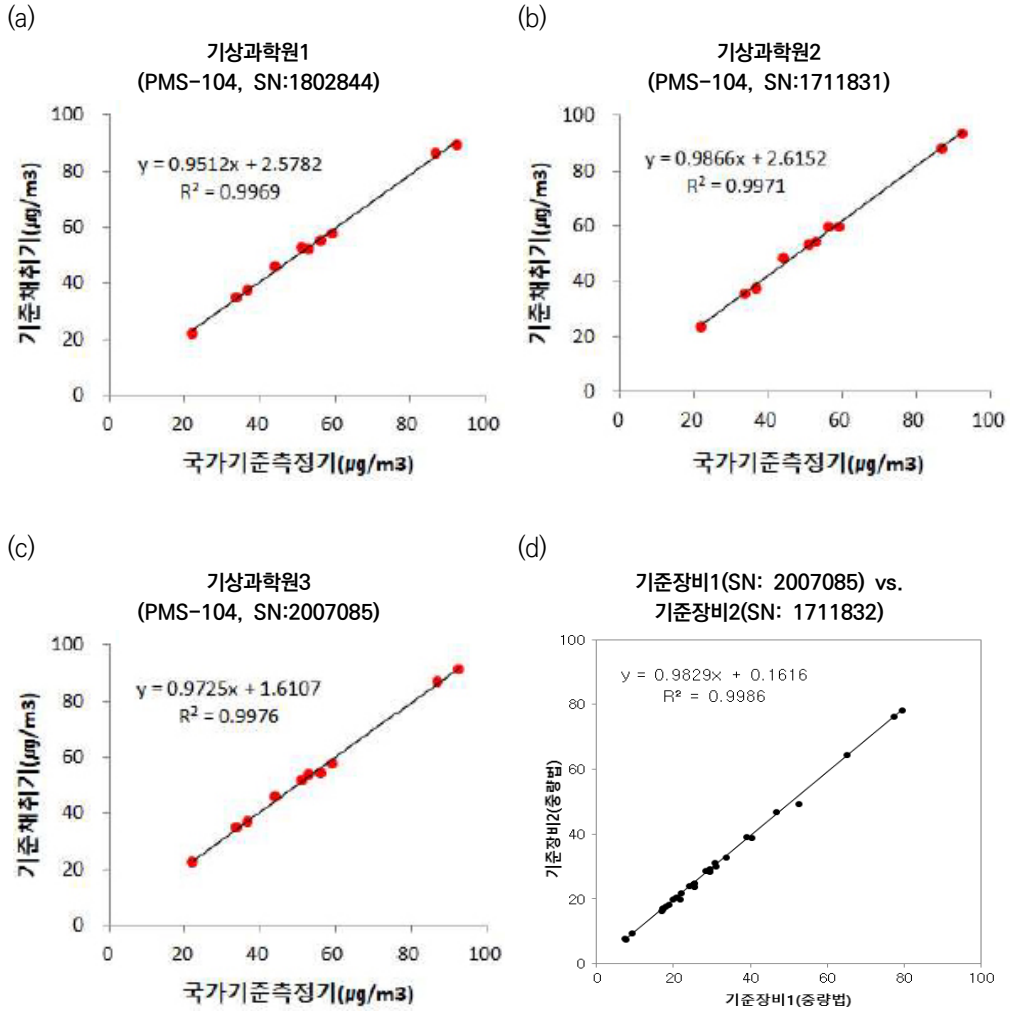 (a)
기상과학원1
(PMS-104, SN:1802844)
100
80
60
40
20
0
y = 0.9512x + 2.5782
R² = 0.9969
기준채취기(㎍/m3)
0 20 40 60 80 100
국가기준측정기(㎍/m3)
(b)
기상과학원2
(PMS-104, SN:1711831)
100
80
60
40
20
0
y = 0.9866x + 2.6152
R² = 0.9971
기준채취기(㎍/m3)
0 20 40 60 80 100
국가기준측정기(㎍/m3)
(c)
기상과학원3
(PMS-104, SN:2007085)
100
80
60
40
20
0
y = 0.9725x + 1.6107
R² = 0.9976
기준채취기(㎍/m3)
0 20 40 60 80 100
국가기준측정기(㎍/m3)
(d)
기준장비1(SN: 2007085) vs.
기준장비2(SN: 1711832)
100
80
60
40
20
0
y = 0.9829x + 0.1616
R² = 0.9986
기준장비2(중량법)
0 20 40 60 80 100
기준장비1(중량법)